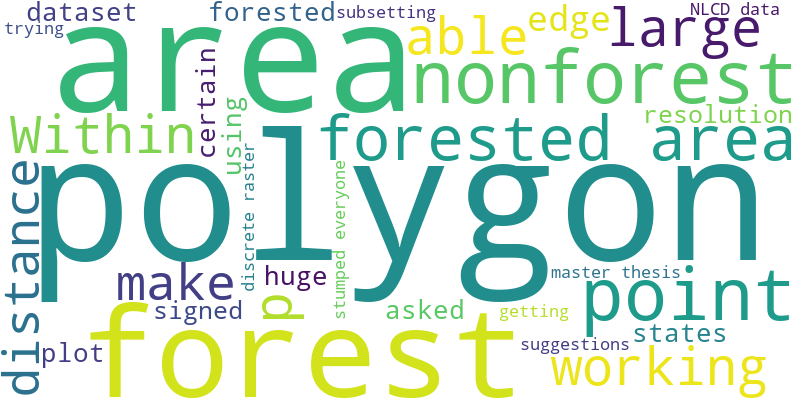 dataset
forested
subsetting
NLCD data
trying
area
able
edge
large
certain
nonforest
using
resolution
Within
forested area
polygon
distance
discrete raster
stumped everyone
make
huge
master thesis
p
point
signed
asked
getting
states
plot
forest
suggestions
working